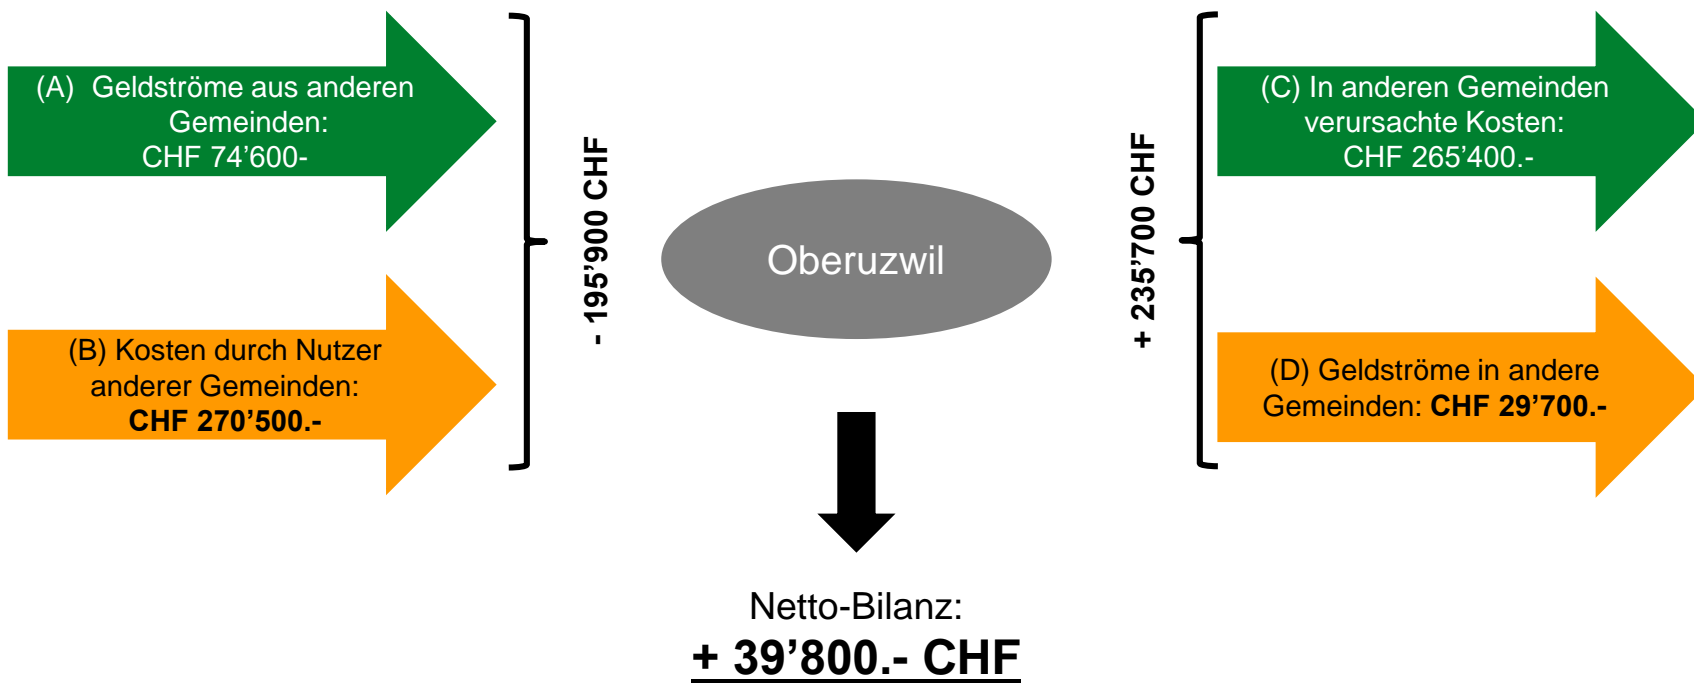 (A) Geldströme aus anderen
Gemeinden:
CHF 74’600-
(B) Kosten durch Nutzer
anderer Gemeinden:
CHF 270’500.-
- 195’900 CHF
Oberuzwil
+ 235’700 CHF
(C) In anderen Gemeinden
verursachte Kosten:
CHF 265’400.-
(D) Geldströme in andere
Gemeinden: CHF 29’700.-
Netto-Bilanz:
+ 39’800.- CHF